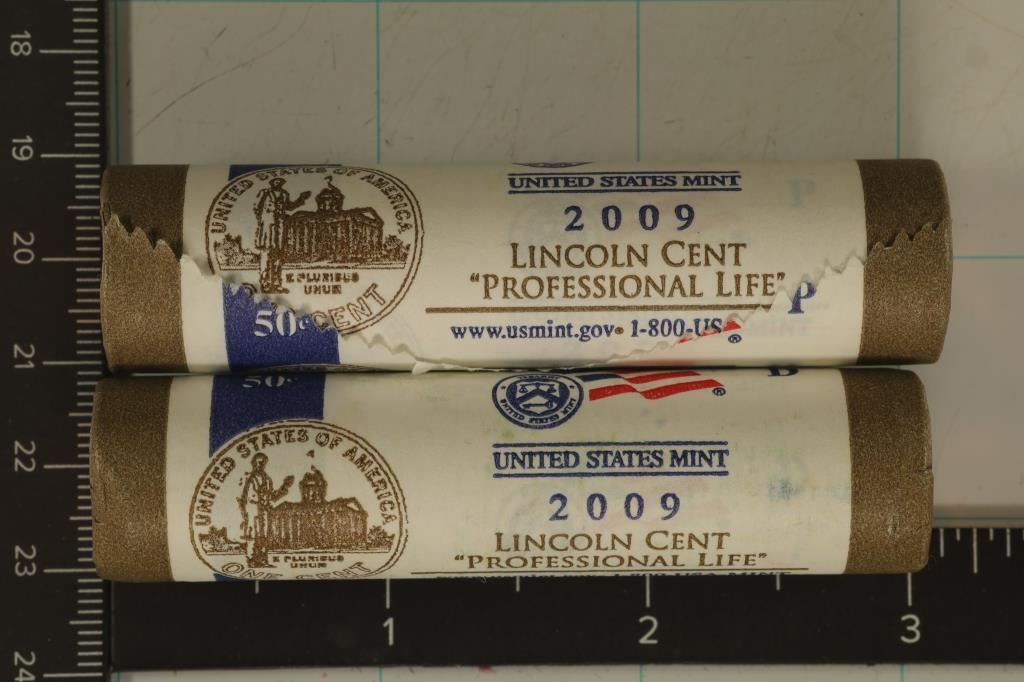 18
19
20
21
22
23
24
UNITED STATES OF AMERICA
E PLURIBUS
UNUM
CENT
50¢
UNITED STATES MINT
2009
LINCOLN CENT
"PROFESSIONAL LIFE"
P
P
www.usmint.gov® 1-800-US
®
50¢
UNITED STATES OF AMERICA
E PLURIBUS
UNUM
ONE CENT
®
UNITED STATES MINT
2009
LINCOLN CENT
"PROFESSIONAL LIFE"
1 2 3